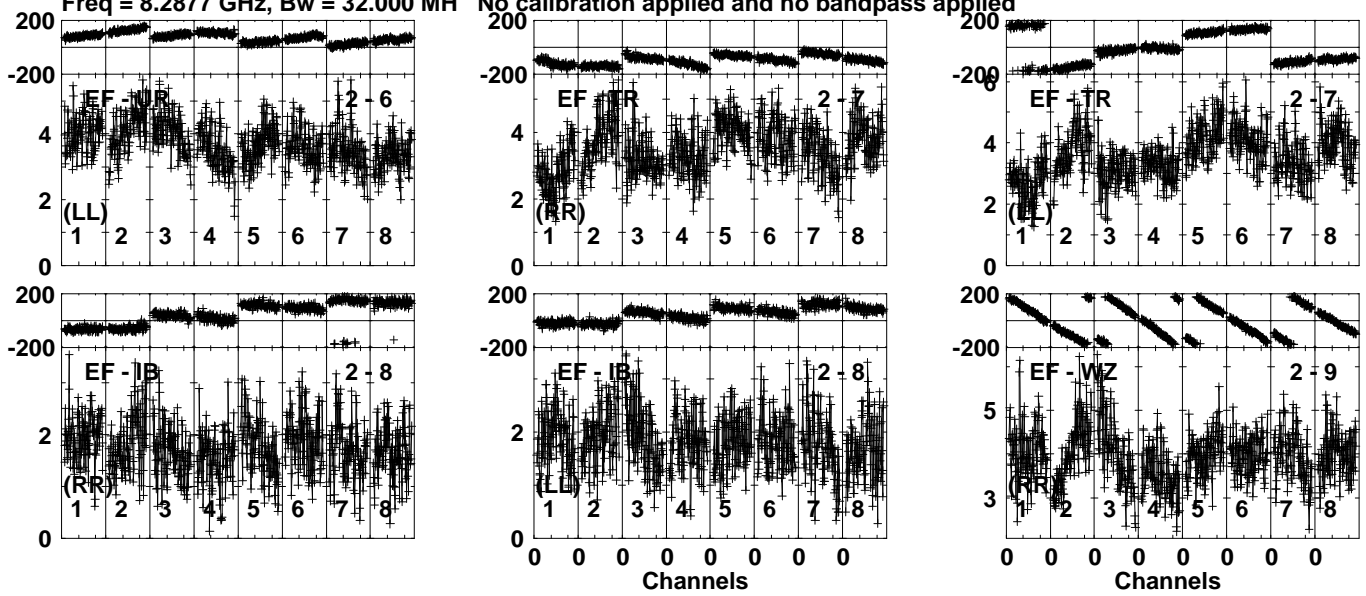 Freq = 8.2877 GHz, Bw = 32.000 MH   No calibration applied and no bandpass applied
200
-200
EF - UR 2 - 6
4
2
(LL)
1 2 3 4 5 6 7 8
0
200
-200
EF - TR 2 - 7
4
2
(RR)
1 2 3 4 5 6 7 8
0
200
-200
6
EF - TR 2 - 7
4
2
(LL)
1 2 3 4 5 6 7 8
0
200
-200
EF - IB 2 - 8
2
(RR)
1 2 3 4 5 6 7 8
0
200
-200
EF - IB 2 - 8
2
(LL)
1 2 3 4 5 6 7 8
0
0 0 0 0 0 0 0 0
Channels
200
-200
EF - WZ 2 - 9
5
3
(RR)
1 2 3 4 5 6 7 8
0 0 0 0 0 0 0 0
Channels